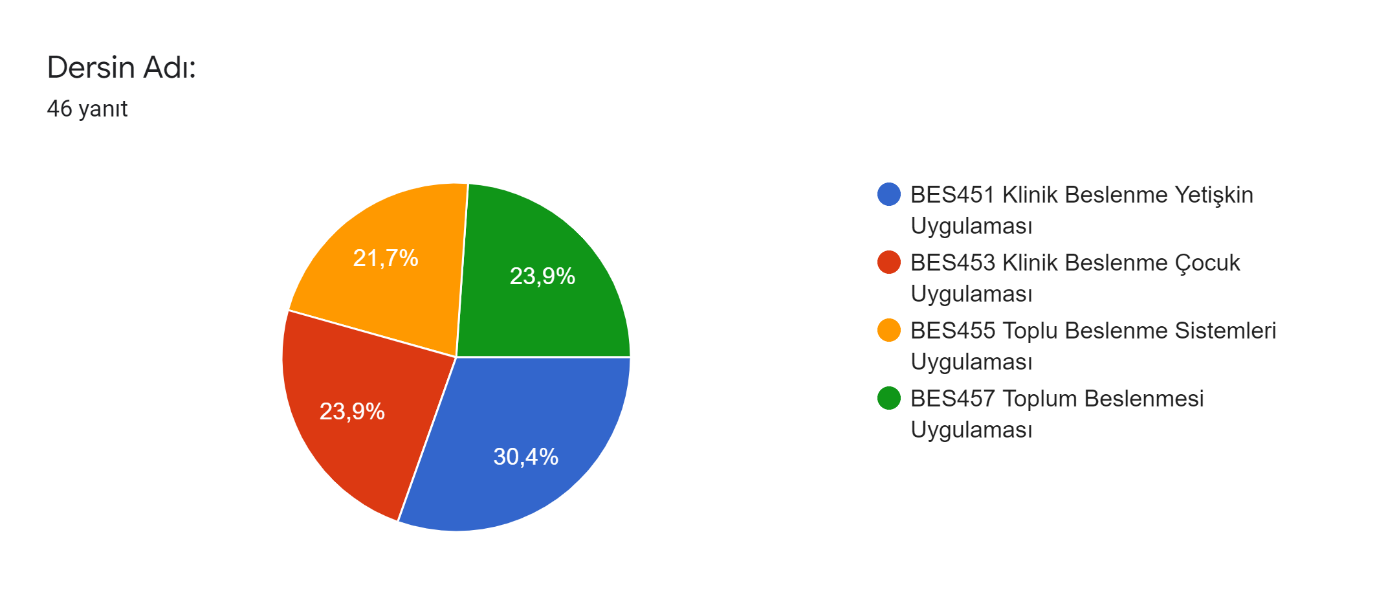 Dersin Adı:
46 yanıt
21,7%
23,9%
23,9%
30,4%
BES451 Klinik Beslenme Yetişkin
Uygulaması
BES453 Klinik Beslenme Çocuk
Uygulaması
BES455 Toplu Beslenme Sistemleri
Uygulaması
BES457 Toplum Beslenmesi
Uygulaması